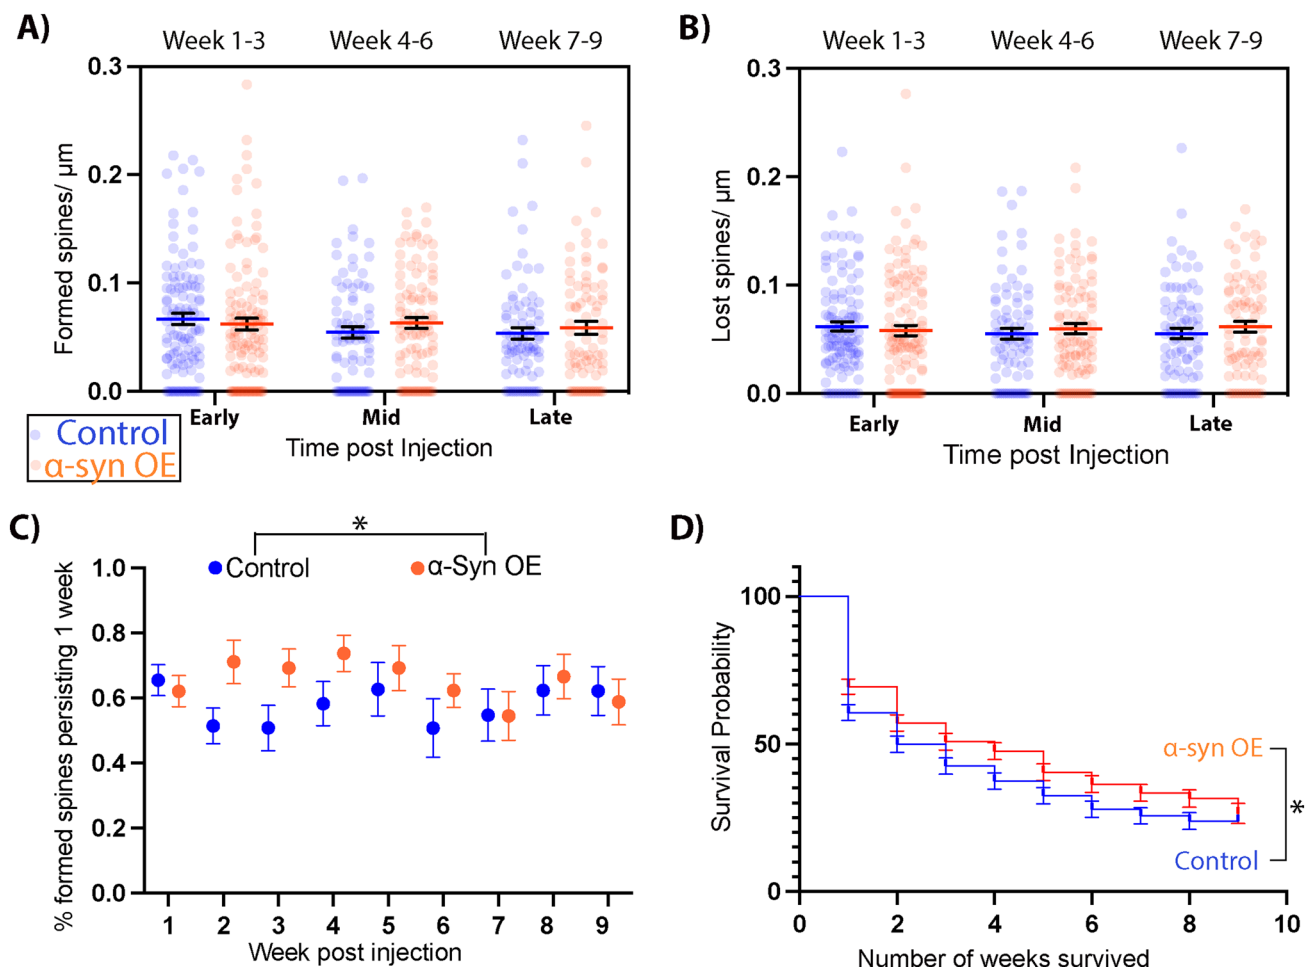 A)
Week 1-3 Week 4-6 Week 7-9
0.3
0.2
0.1
0.0
Formed spines/ μm
Early Mid Late
Time post Injection
Control
α-syn OE
B)
Week 1-3 Week 4-6 Week 7-9
0.3
0.2
0.1
0.0
Lost spines/ μm
Early Mid Late
Time post Injection
C)
*
Control α-Syn OE
1.0
0.8
0.6
0.4
0.2
0.0
% formed spines persisting 1 week
1 2 3 4 5 6 7 8 9
Week post injection
D)
100
50
0
Survival Probability
α-syn OE
*
Control
0 2 4 6 8 10
Number of weeks survived